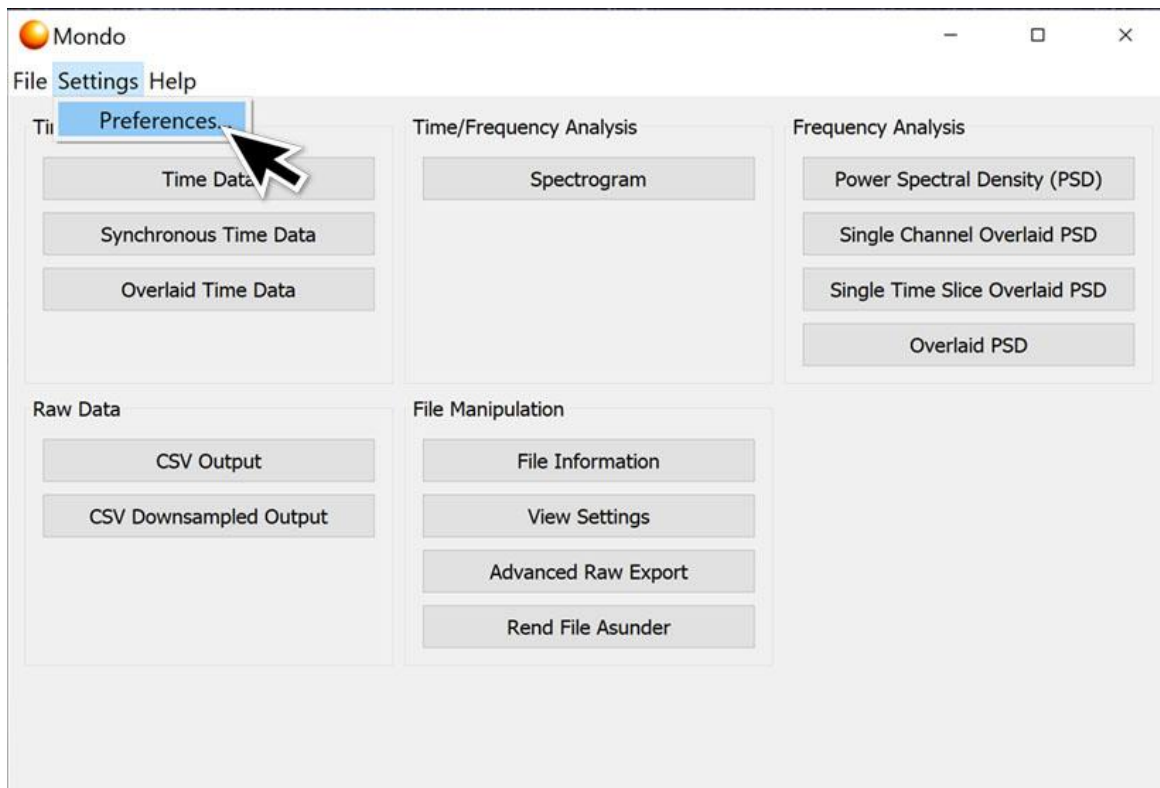 Mondo
File Settings Help
Preferences...
Time/Frequency Analysis
Frequency Analysis
Time Data
Spectrogram
Power Spectral Density (PSD)
Synchronous Time Data
Single Channel Overlaid PSD
Overlaid Time Data
Single Time Slice Overlaid PSD
Overlaid PSD
Raw Data
File Manipulation
CSV Output
File Information
CSV Downsampled Output
View Settings
Advanced Raw Export
Rend File Asunder